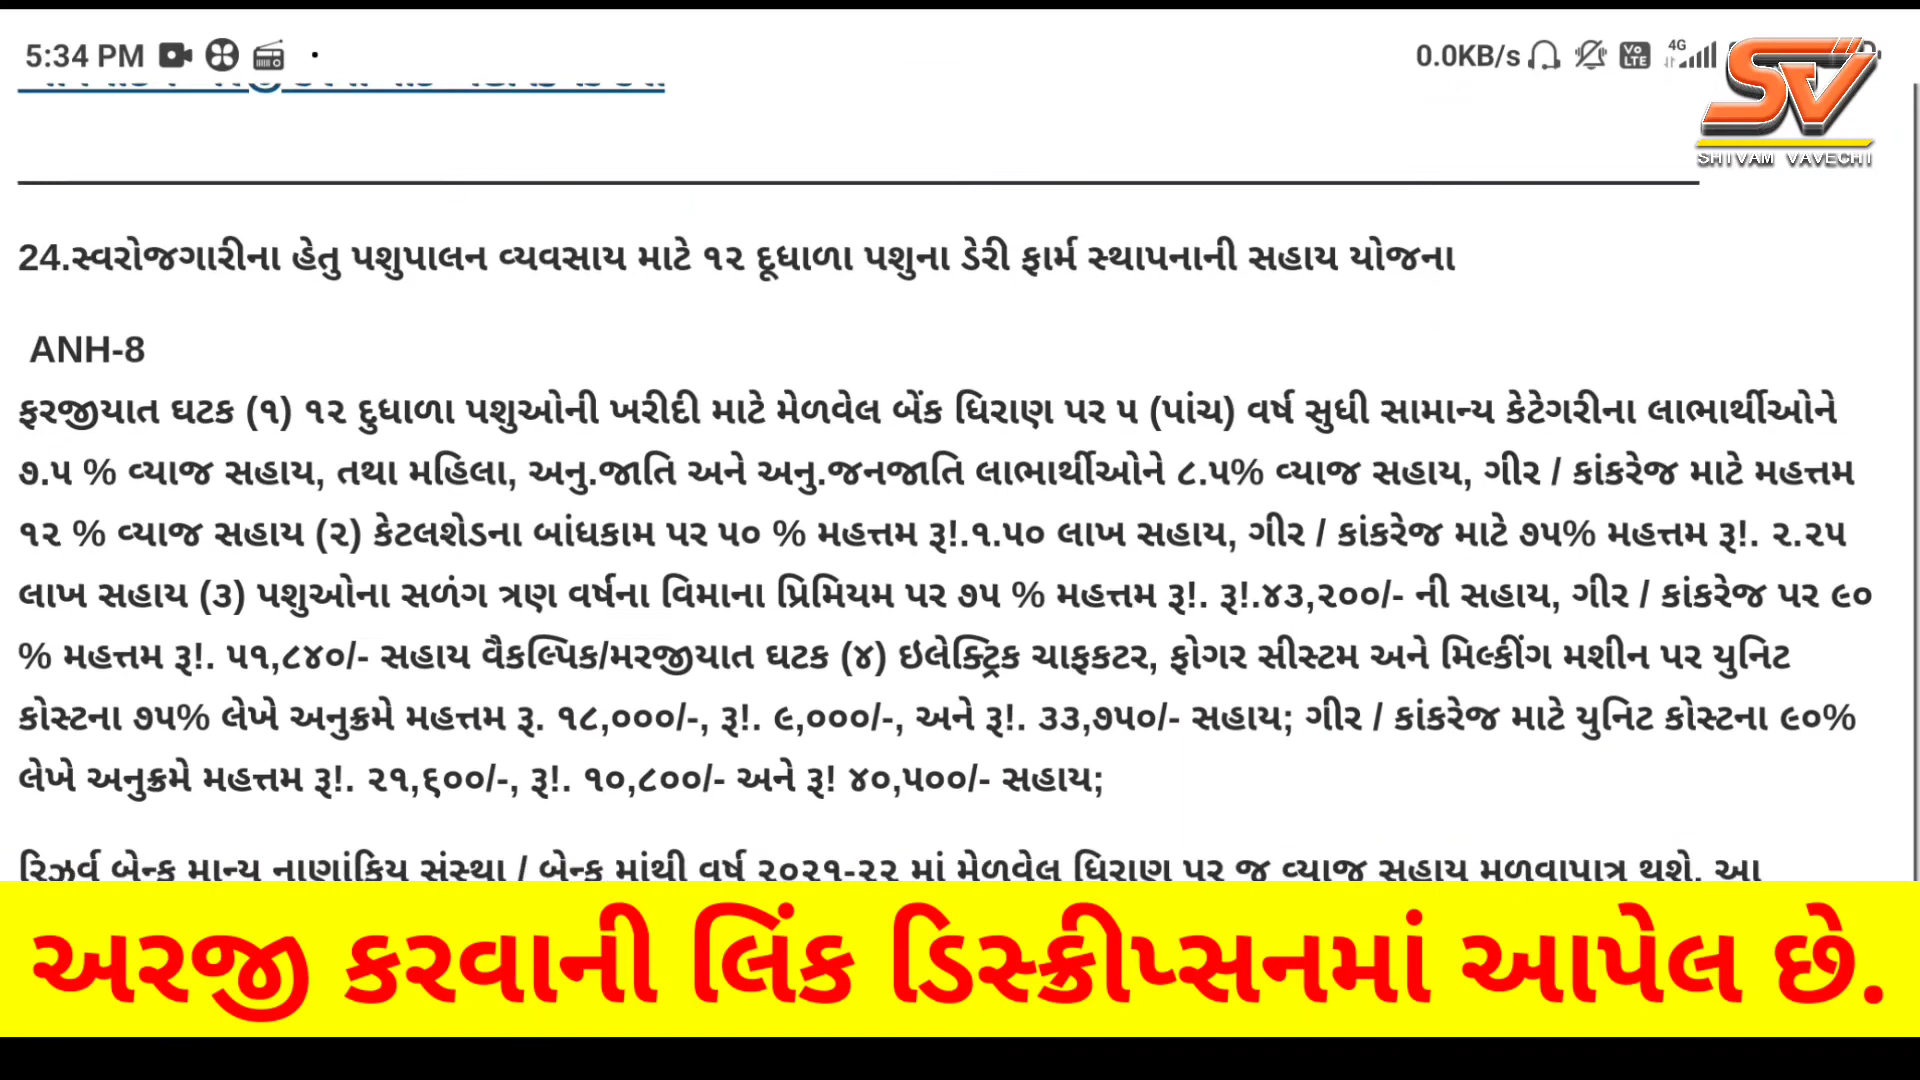 5:34 PM
0.0KB/s
Vo LTE
4G
SV
SHIVAM VAVECHI
24.સ્વરોજગારીના હેતુ પશુપાલન વ્યવસાય માટે ૧૨ દૂધાળા પશુના ડેરી ફાર્મ સ્થાપનાની સહાય યોજના
ANH-8
ફરજીયાત ઘટક (૧) ૧૨ દુધાળા પશુઓની ખરીદી માટે મેળવેલ બેંક ધિરાણ પર ૫ (પાંચ) વર્ષ સુધી સામાન્ય કેટેગરીના લાભાર્થીઓને
૭.૫ % વ્યાજ સહાય, તથા મહિલા, અનુ.જાતિ અને અનુ.જનજાતિ લાભાર્થીઓને ૮.૫% વ્યાજ સહાય, ગીર / કાંકરેજ માટે મહત્તમ
૧૨ % વ્યાજ સહાય (૨) કેટલશેડના બાંધકામ પર ૫૦ % મહત્તમ રૂ!.૧.૫૦ લાખ સહાય, ગીર / કાંકરેજ માટે ૭૫% મહત્તમ રૂ!. ૨.૨૫
લાખ સહાય (૩) પશુઓના સળંગ ત્રણ વર્ષના વિમાના પ્રિમિયમ પર ૭૫ % મહત્તમ રૂ!. રૂ!.૪૩,૨૦૦/- ની સહાય, ગીર / કાંકરેજ પર ૯૦
% મહત્તમ રૂ!. ૫૧,૮૪૦/- સહાય વૈકલ્પિક/મરજીયાત ઘટક (૪) ઇલેક્ટ્રિક ચાફકટર, ફોગર સીસ્ટમ અને મિલ્કીંગ મશીન પર યુનિટ
કોસ્ટના ૭૫% લેખે અનુક્રમે મહત્તમ રૂ. ૧૮,૦૦૦/-, રૂ!. ૯,૦૦૦/-, અને રૂ!. ૩૩,૭૫૦/- સહાય; ગીર / કાંકરેજ માટે યુનિટ કોસ્ટના ૯૦%
લેખે અનુક્રમે મહત્તમ રૂ!. ૨૧,૬૦૦/-, રૂ!. ૧૦,૮૦૦/- અને રૂ! ૪૦,૫૦૦/- સહાય;
રિઝર્વ બેન્ક માન્ય નાણાંકિય સંસ્થા / બેન્ક માંથી વર્ષ ૨૦૨૧-૨૨ માં મેળવેલ ધિરાણ પર જ વ્યાજ સહાય મળવાપાત્ર થશે. આ
અરજી કરવાની લિંક ડિસ્ક્રીપ્સનમાં આપેલ છે.